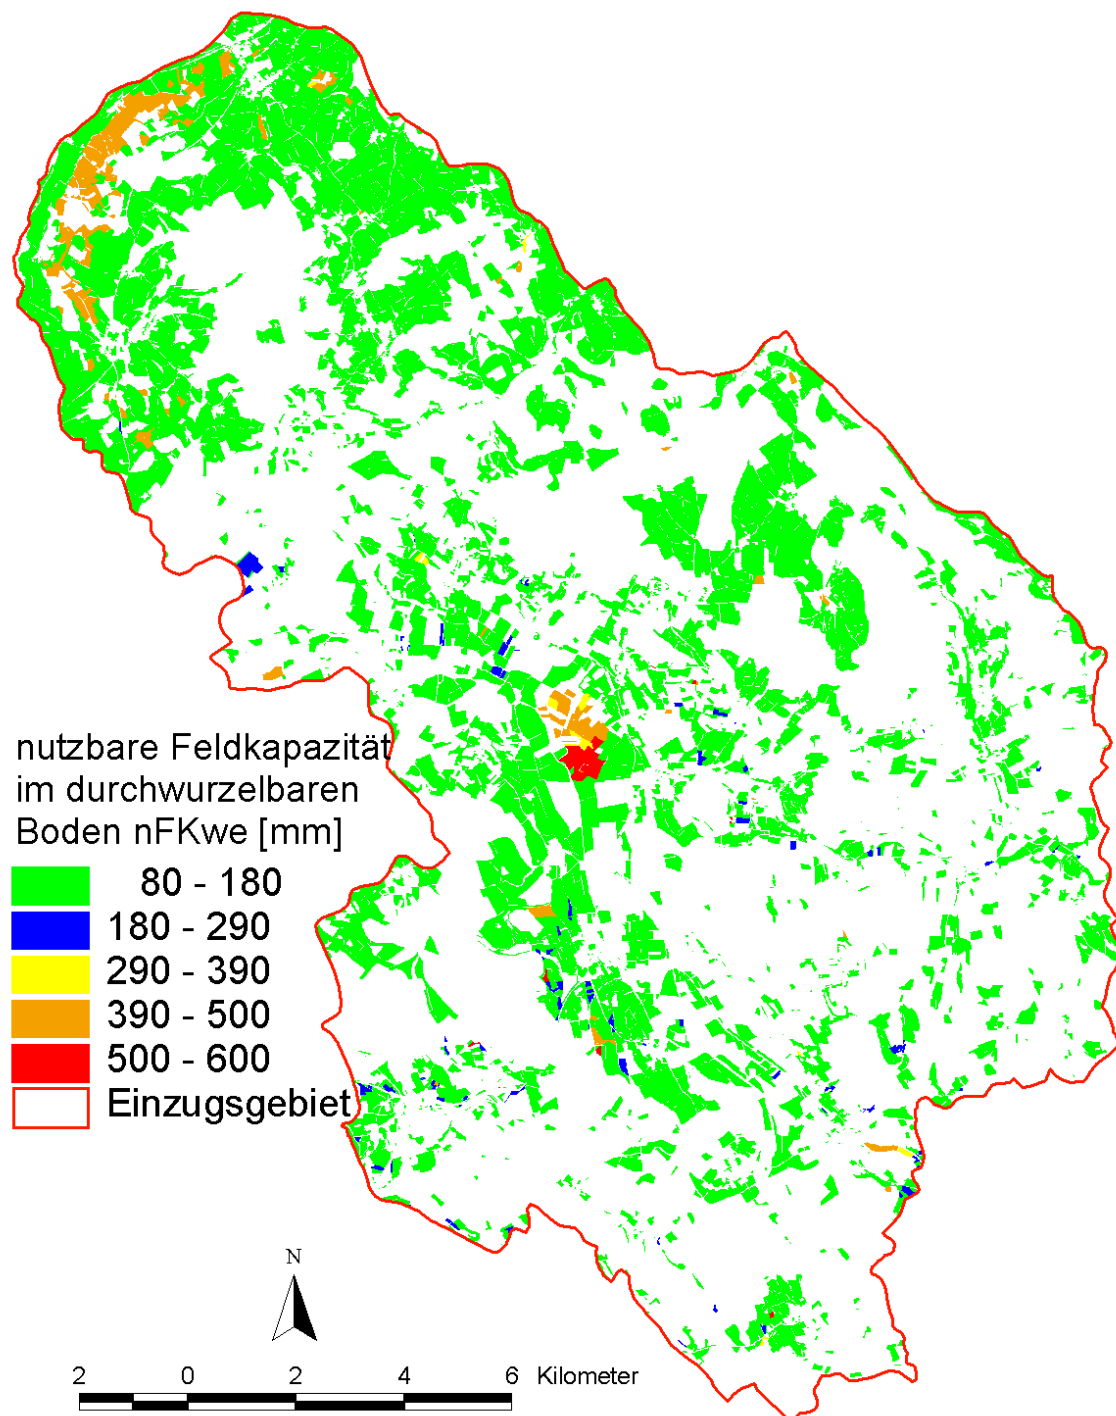 nutzbare Feldkapazität
im durchwurzelbaren
Boden nFKwe [mm]
80 - 180
180 - 290
290 - 390
390 - 500
500 - 600
Einzugsgebiet
N
2 0 2 4 6 Kilometer